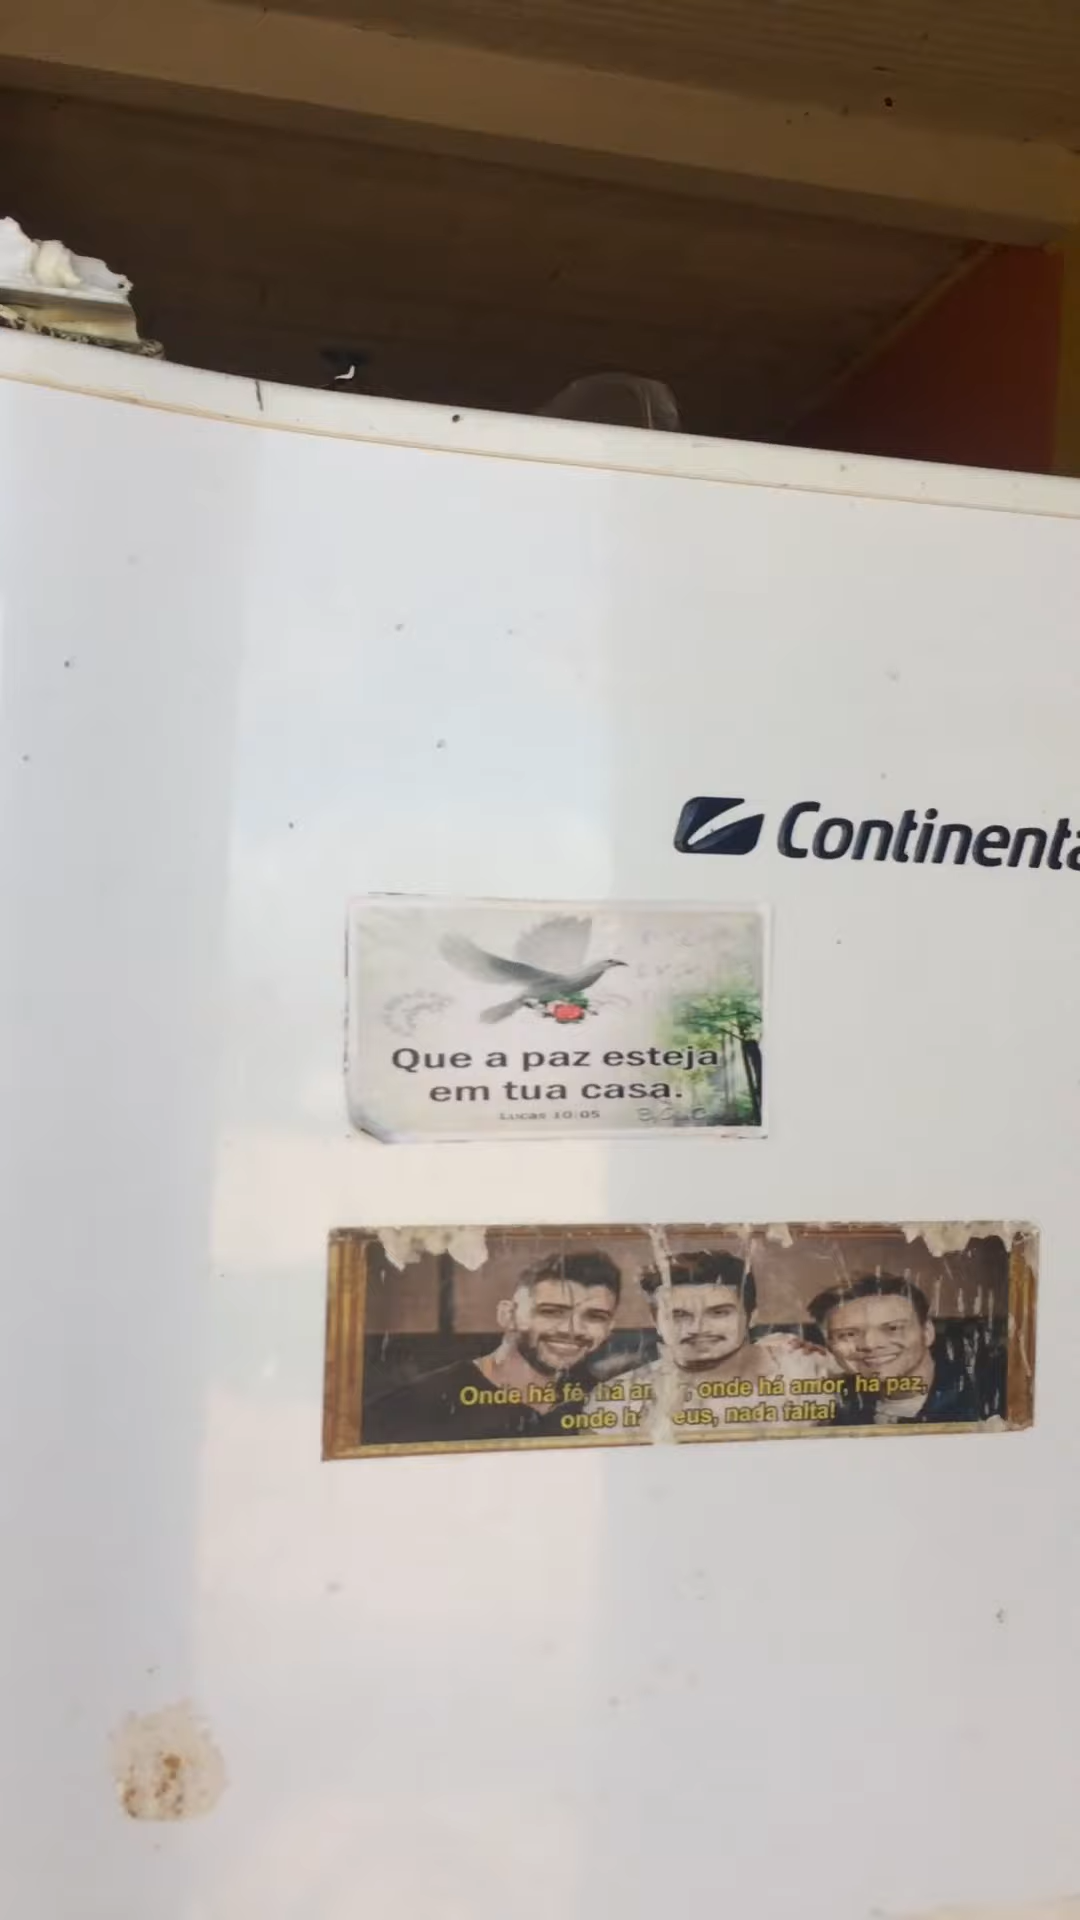 Continenta
Que a paz esteja
em tua casa.
Lucas 10:05
Onde há fé, há am , onde há amor, há paz,
onde h eus, nada falta!